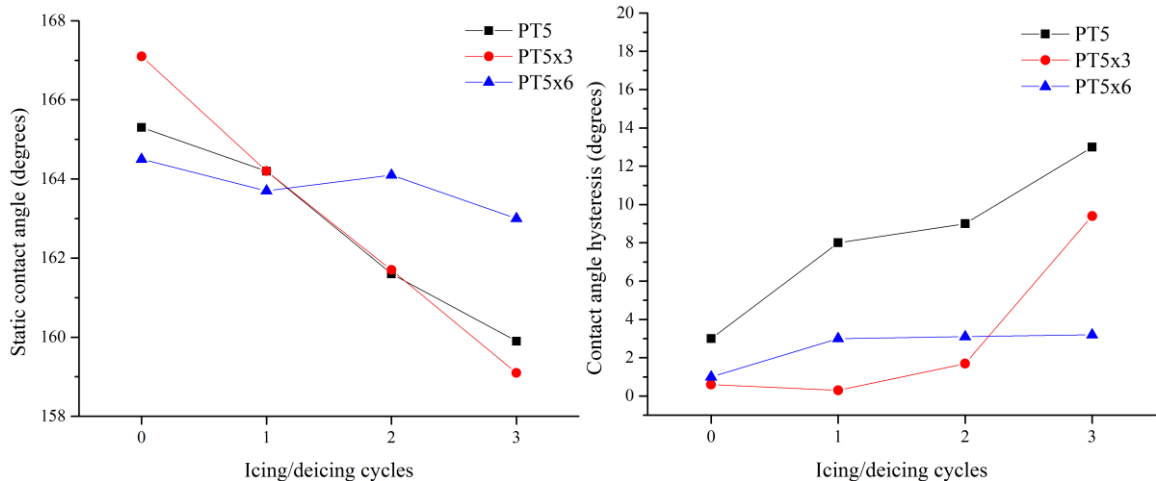 168
166
164
162
160
158
Static contact angle (degrees)
PT5
PT5x3
PT5x6
0 1 2 3
Icing/deicing cycles
20
18
16
14
12
10
8
6
4
2
0
Contact angle hysteresis (degrees)
PT5
PT5x3
PT5x6
0 1 2 3
Icing/deicing cycles